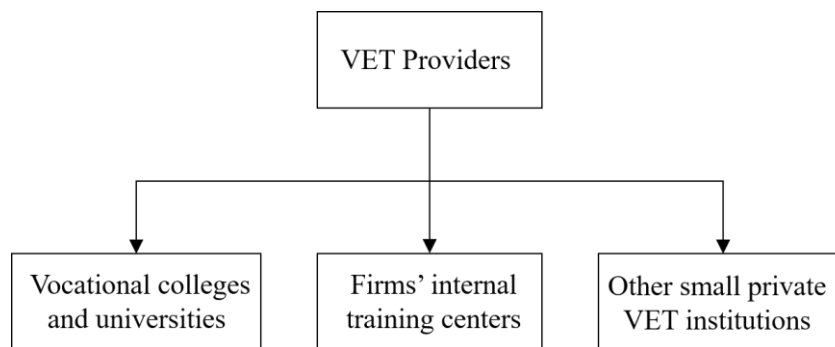 VET Providers
Vocational colleges
and universities
Firms’ internal
training centers
Other small private
VET institutions